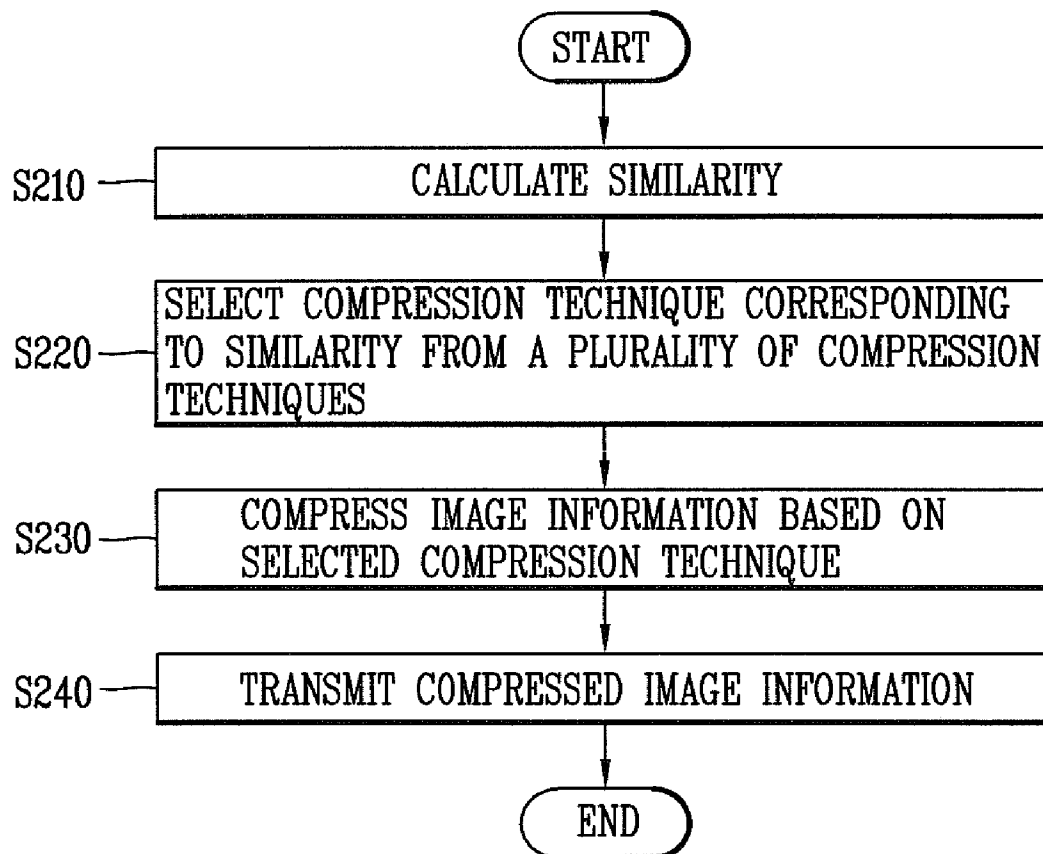 START
S210
CALCULATE SIMILARITY
S220
SELECT COMPRESSION TECHNIQUE CORRESPONDING
TO SIMILARITY FROM A PLURALITY OF COMPRESSION
TECHNIQUES
S230
COMPRESS IMAGE INFORMATION BASED ON
SELECTED COMPRESSION TECHNIQUE
S240
TRANSMIT COMPRESSED IMAGE INFORMATION
END